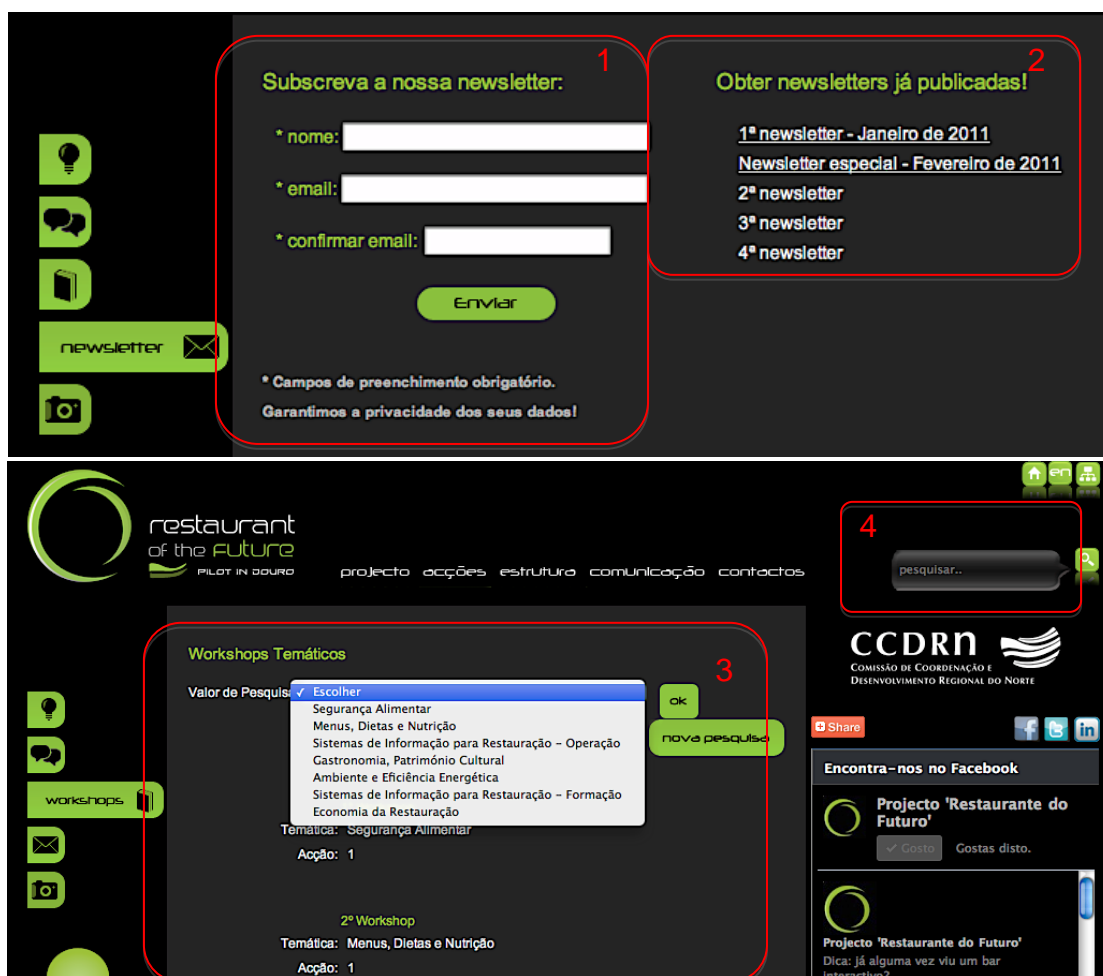 1
2
Subscreva a nossa newsletter:
Obter newsletters já publicadas!
* nome:
1ª newsletter - Janeiro de 2011
Newsletter especial - Fevereiro de 2011
* email:
2ª newsletter
3ª newsletter
* confirmar email:
4ª newsletter
Enviar
newsletter
* Campos de preenchimento obrigatório.
Garantimos a privacidade dos seus dados!
en
4
restaurant
of the future
PILOT IN DOURO
projecto acções estrutura comunicação contactos
pesquisar..
CCDRn
Comissão de Coordenação e
Desenvolvimento Regional do Norte
Workshops Temáticos
3
Valor de Pesquisa
✓ Escolher
Segurança Alimentar
Menus, Dietas e Nutrição
Sistemas de Informação para Restauração – Operação
Gastronomia, Património Cultural
Ambiente e Eficiência Energética
Sistemas de Informação para Restauração – Formação
Economia da Restauração
ok
nova pesquisa
Share
f t in
Encontra-nos no Facebook
workshops
Projecto 'Restaurante do
Futuro'
✓ Gosto Gostas disto.
Temática: Segurança Alimentar
Acção: 1
2º Workshop
Temática: Menus, Dietas e Nutrição
Acção: 1
Projecto 'Restaurante do Futuro'
Dica: já alguma vez viu um bar
interactivo?